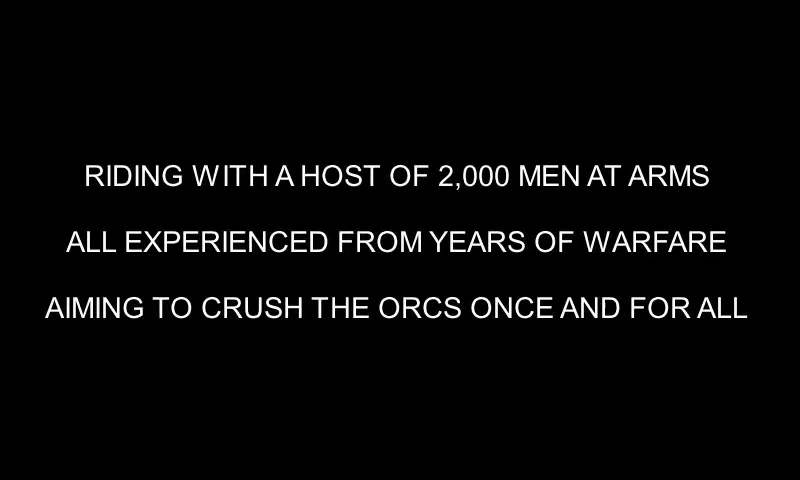 RIDING WITH A HOST OF 2,000 MEN AT ARMS
ALL EXPERIENCED FROM YEARS OF WARFARE
AIMING TO CRUSH THE ORCS ONCE AND FOR ALL